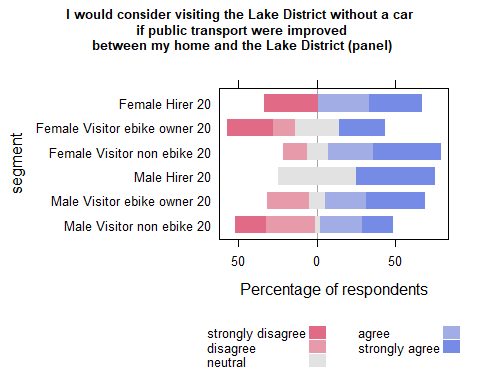 I would consider visiting the Lake District without a car
if public transport were improved
between my home and the Lake District (panel)
segment
Female Hirer 20
Female Visitor ebike owner 20
Female Visitor non ebike 20
Male Hirer 20
Male Visitor ebike owner 20
Male Visitor non ebike 20
50 0 50
Percentage of respondents
strongly disagree agree
disagree strongly agree
neutral